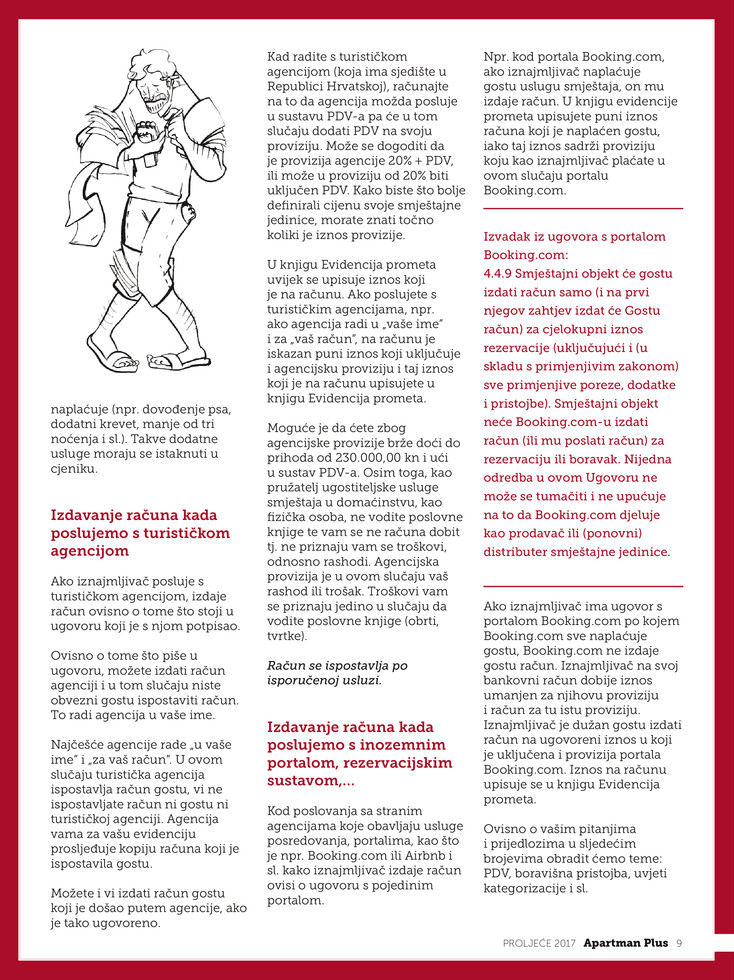 naplaćuje (npr. dovođenje psa,
dodatni krevet, manje od tri
noćenja i sl.). Takve dodatne
usluge moraju se istaknuti u
cjeniku.
Izdavanje računa kada
poslujemo s turističkom
agencijom
Ako iznajmljivač posluje s
turističkom agencijom, izdaje
račun ovisno o tome što stoji u
ugovoru koji je s njom potpisao.
Ovisno o tome što piše u
ugovoru, možete izdati račun
agenciji i u tom slučaju niste
obvezni gostu ispostaviti račun.
To radi agencija u vaše ime.
Najčešće agencije rade „u vaše
ime“ i „za vaš račun“. U ovom
slučaju turistička agencija
ispostavlja račun gostu, vi ne
ispostavljate račun ni gostu ni
turističkoj agenciji. Agencija
vama za vašu evidenciju
prosljeđuje kopiju računa koji je
ispostavila gostu.
Možete i vi izdati račun gostu
koji je došao putem agencije, ako
je tako ugovoreno.
Kad radite s turističkom
agencijom (koja ima sjedište u
Republici Hrvatskoj), računajte
na to da agencija možda posluje
u sustavu PDV-a pa će u tom
slučaju dodati PDV na svoju
proviziju. Može se dogoditi da
je provizija agencije 20% + PDV,
ili može u proviziji od 20% biti
uključen PDV. Kako biste što bolje
definirali cijenu svoje smještajne
jedinice, morate znati točno
koliki je iznos provizije.
U knjigu Evidencija prometa
uvijek se upisuje iznos koji
je na računu. Ako poslujete s
turističkim agencijama, npr.
ako agencija radi u „vaše ime“
i za „vaš račun“, na računu je
iskazan puni iznos koji uključuje
i agencijsku proviziju i taj iznos
koji je na računu upisujete u
knjigu Evidencija prometa.
Moguće je da ćete zbog
agencijske provizije brže doći do
prihoda od 230.000,00 kn i ući
u sustav PDV-a. Osim toga, kao
pružatelj ugostiteljske usluge
smještaja u domaćinstvu, kao
fizička osoba, ne vodite poslovne
knjige te vam se ne računa dobit
tj. ne priznaju vam se troškovi,
odnosno rashodi. Agencijska
provizija je u ovom slučaju vaš
rashod ili trošak. Troškovi vam
se priznaju jedino u slučaju da
vodite poslovne knjige (obrti,
tvrtke).
Račun se ispostavlja po
isporučenoj usluzi.
Izdavanje računa kada
poslujemo s inozemnim
portalom, rezervacijskim
sustavom,...
Kod poslovanja sa stranim
agencijama koje obavljaju usluge
posredovanja, portalima, kao što
je npr. Booking.com ili Airbnb i
sl. kako iznajmljivač izdaje račun
ovisi o ugovoru s pojedinim
portalom.
Npr. kod portala Booking.com,
ako iznajmljivač naplaćuje
gostu uslugu smještaja, on mu
izdaje račun. U knjigu evidencije
prometa upisujete puni iznos
računa koji je naplaćen gostu,
iako taj iznos sadrži proviziju
koju kao iznajmljivač plaćate u
ovom slučaju portalu
Booking.com.
Izvadak iz ugovora s portalom
Booking.com:
4.4.9 Smještajni objekt će gostu
izdati račun samo (i na prvi
njegov zahtjev izdat će Gostu
račun) za cjelokupni iznos
rezervacije (uključujući i (u
skladu s primjenjivim zakonom)
sve primjenjive poreze, dodatke
i pristojbe). Smještajni objekt
neće Booking.com-u izdati
račun (ili mu poslati račun) za
rezervaciju ili boravak. Nijedna
odredba u ovom Ugovoru ne
može se tumačiti i ne upućuje
na to da Booking.com djeluje
kao prodavač ili (ponovni)
distributer smještajne jedinice.
Ako iznajmljivač ima ugovor s
portalom Booking.com po kojem
Booking.com sve naplaćuje
gostu, Booking.com ne izdaje
gostu račun. Iznajmljivač na svoj
bankovni račun dobije iznos
umanjen za njihovu proviziju
i račun za tu istu proviziju.
Iznajmljivač je dužan gostu izdati
račun na ugovoreni iznos u koji
je uključena i provizija portala
Booking.com. Iznos na računu
upisuje se u knjigu Evidencija
prometa.
Ovisno o vašim pitanjima
i prijedlozima u sljedećim
brojevima obradit ćemo teme:
PDV, boravišna pristojba, uvjeti
kategorizacije i sl.
PROLJEĆE 2017 Apartman Plus 9